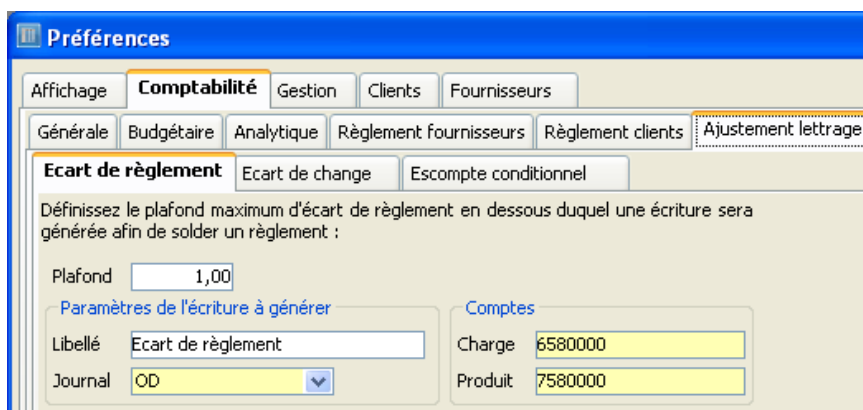 Préférences
Affichage Comptabilité Gestion Clients Fournisseurs
Générale Budgétaire Analytique Règlement fournisseurs Règlement clients Ajustement lettrage
Ecart de règlement Ecart de change Escompte conditionnel
Définissez le plafond maximum d'écart de règlement en dessous duquel une écriture sera
générée afin de solder un règlement :
Plafond 1,00
Paramètres de l'écriture à générer Comptes
Libellé Ecart de règlement Charge 6580000
Journal OD Produit 7580000